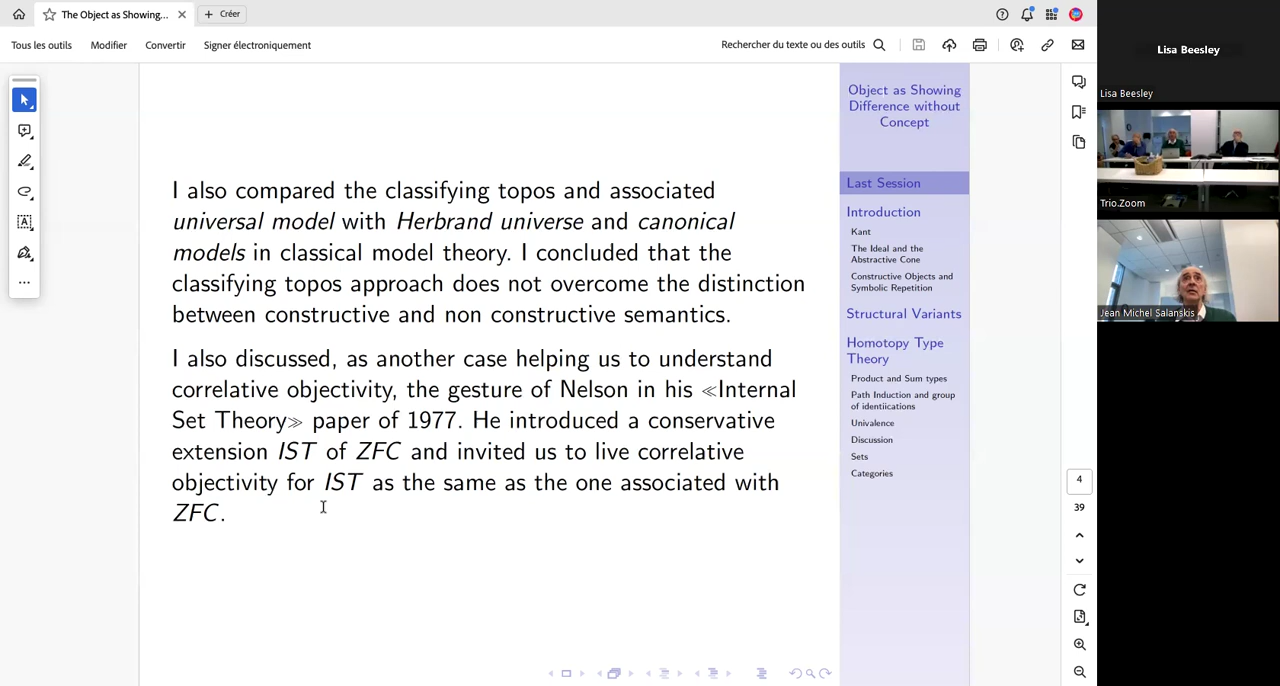 The Object as Showing...
Créer
Tous les outils
Modifier
Convertir
Signer électroniquement
Rechercher du texte ou des outils
I also compared the classifying topos and associated
universal model with Herbrand universe and canonical
models in classical model theory. I concluded that the
classifying topos approach does not overcome the distinction
between constructive and non constructive semantics.
I also discussed, as another case helping us to understand
correlative objectivity, the gesture of Nelson in his ≪Internal
Set Theory≫ paper of 1977. He introduced a conservative
extension IST of ZFC and invited us to live correlative
objectivity for IST as the same as the one associated with
ZFC.
Object as Showing
Difference without
Concept
Last Session
Introduction
Kant
The Ideal and the
Abstractive Cone
Constructive Objects and
Symbolic Repetition
Structural Variants
Homotopy Type
Theory
Product and Sum types
Path Induction and group
of identiications
Univalence
Discussion
Sets
Categories
4
39
Lisa Beesley
Lisa Beesley
Trio.Zoom
Jean Michel Salanskis